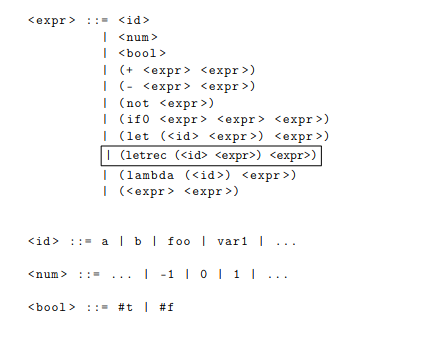 <expr> ::= <id>
| <num>
| <bool>
| (+ <expr> <expr>)
| (- <expr> <expr>)
| (not <expr>)
| (if0 <expr> <expr> <expr>)
| (let (<id> <expr>) <expr>)
| (letrec (<id> <expr>) <expr>)
| (lambda (<id>) <expr>)
| (<expr> <expr>)
<id> ::= a | b | foo | var1 | ...
<num> ::= ... | -1 | 0 | 1 | ...
<bool> ::= #t | #f